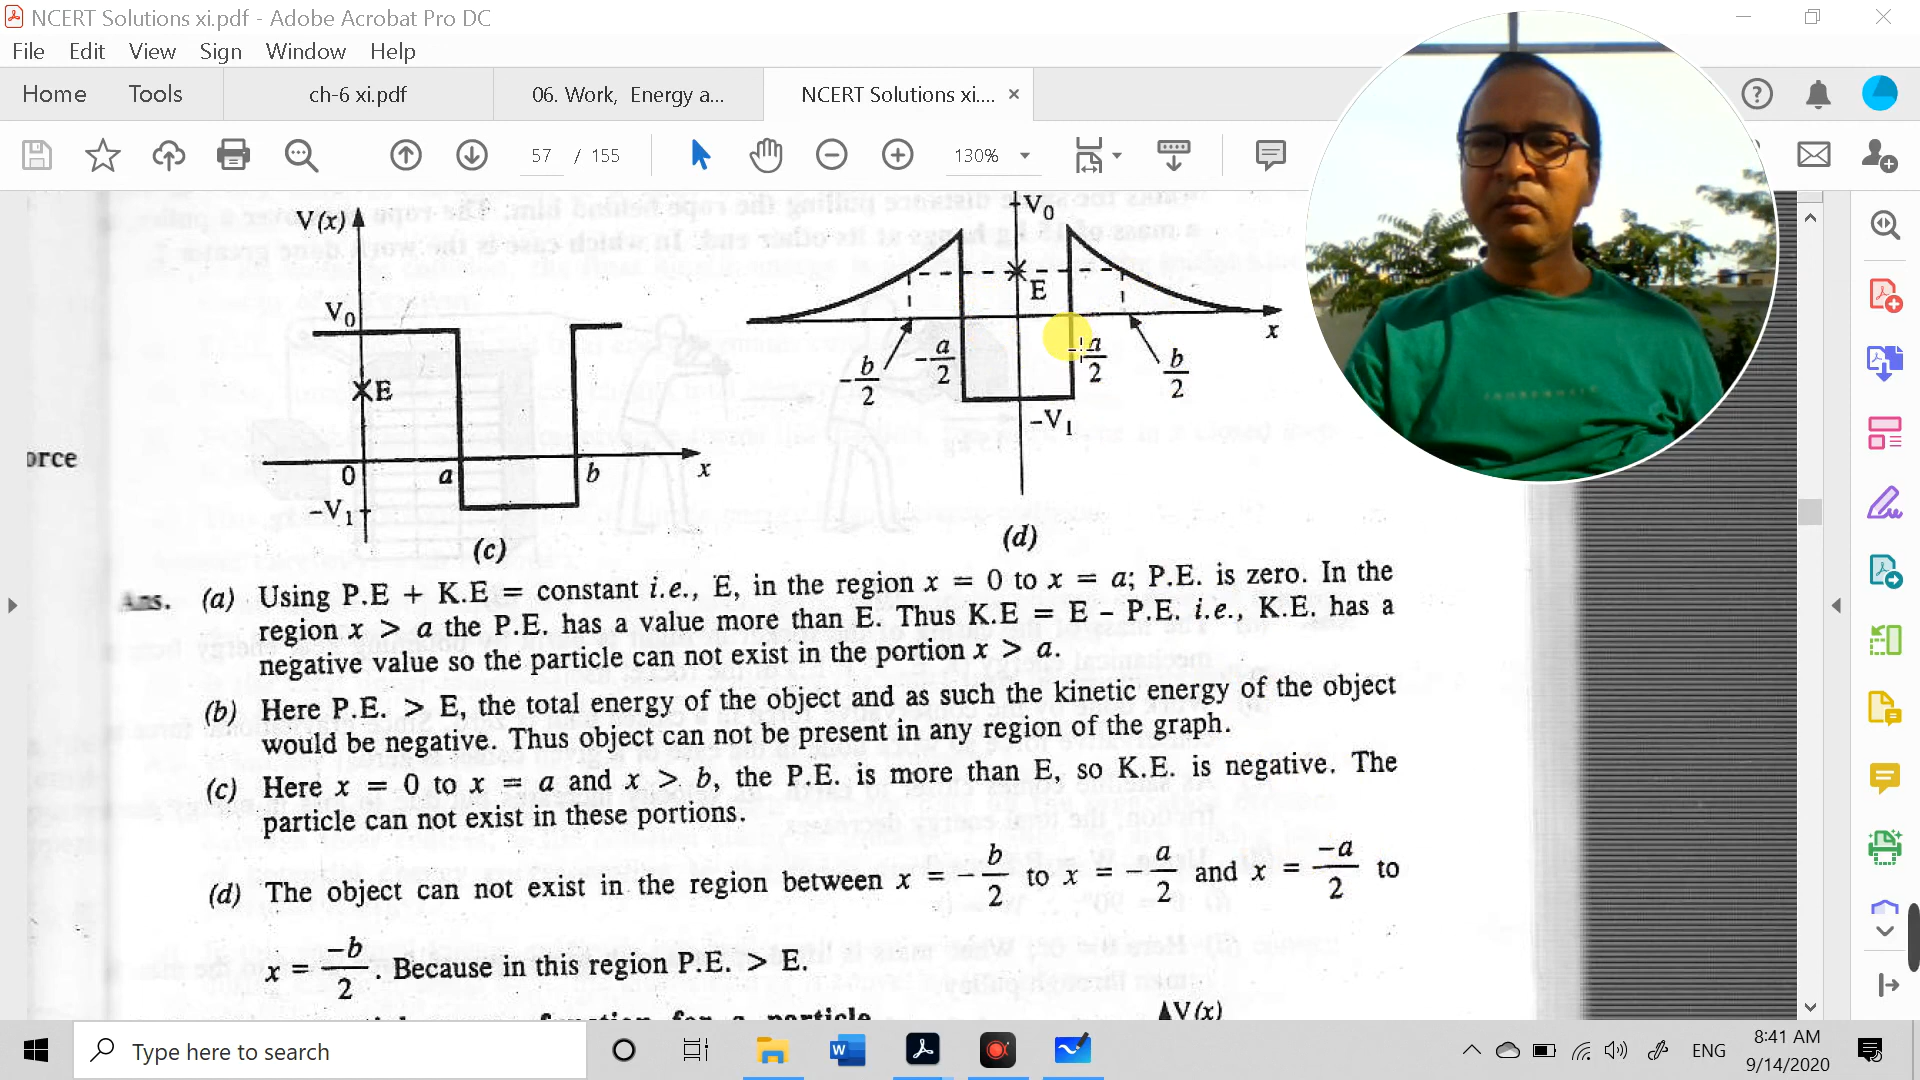 NCERT Solutions xi.pdf - Adobe Acrobat Pro DC
File Edit View Sign Window Help
Home Tools ch-6 xi.pdf 06. Work, Energy a... NCERT Solutions xi.... ×
57 / 155 130%
V(x)
V0
E
0 a b x
-V1
(c)
V0
E
x
-b/2 -a/2 a/2 b/2
-V1
(d)
orce
Ans. (a) Using P.E + K.E = constant i.e., E, in the region x = 0 to x = a; P.E. is zero. In the
region x > a the P.E. has a value more than E. Thus K.E = E – P.E. i.e., K.E. has a
negative value so the particle can not exist in the portion x > a.
(b) Here P.E. > E, the total energy of the object and as such the kinetic energy of the object
would be negative. Thus object can not be present in any region of the graph.
(c) Here x = 0 to x = a and x > b, the P.E. is more than E, so K.E. is negative. The
particle can not exist in these portions.
(d) The object can not exist in the region between x = -b/2 to x = -a/2 and x = -a/2 to
x = -b/2. Because in this region P.E. > E.
function for a particle
V(x)
Type here to search
ENG
8:41 AM
9/14/2020